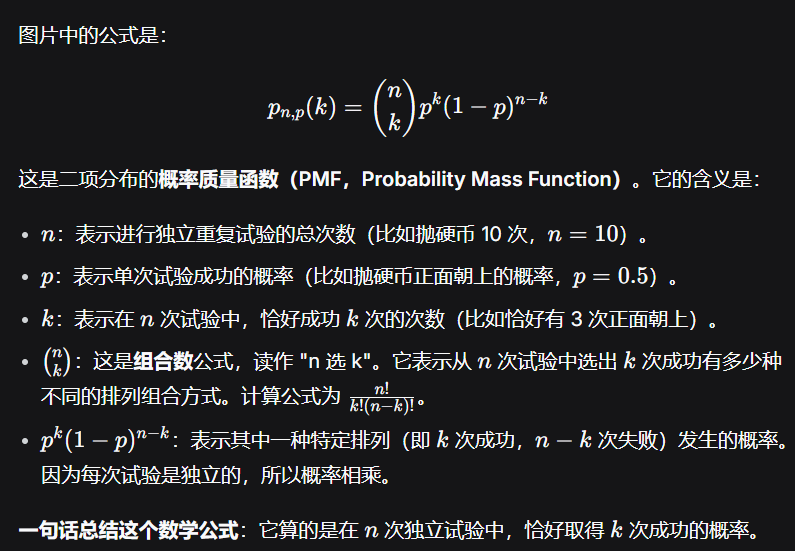 图片中的公式是：
p_{n,p}(k) = \binom{n}{k} p^k (1 − p)^{n−k}
这是二项分布的概率质量函数（PMF，Probability Mass Function）。它的含义是：
• n：表示进行独立重复试验的总次数（比如抛硬币 10 次，n = 10）。
• p：表示单次试验成功的概率（比如抛硬币正面朝上的概率，p = 0.5）。
• k：表示在 n 次试验中，恰好成功 k 次的次数（比如恰好有 3 次正面朝上）。
• \binom{n}{k}：这是组合数公式，读作 "n 选 k"。它表示从 n 次试验中选出 k 次成功有多少种
不同的排列组合方式。计算公式为 \frac{n!}{k!(n−k)!}。
• p^k (1 − p)^{n−k}：表示其中一种特定排列（即 k 次成功，n − k 次失败）发生的概率。
因为每次试验是独立的，所以概率相乘。
一句话总结这个数学公式：它算的是在 n 次独立试验中，恰好取得 k 次成功的概率。